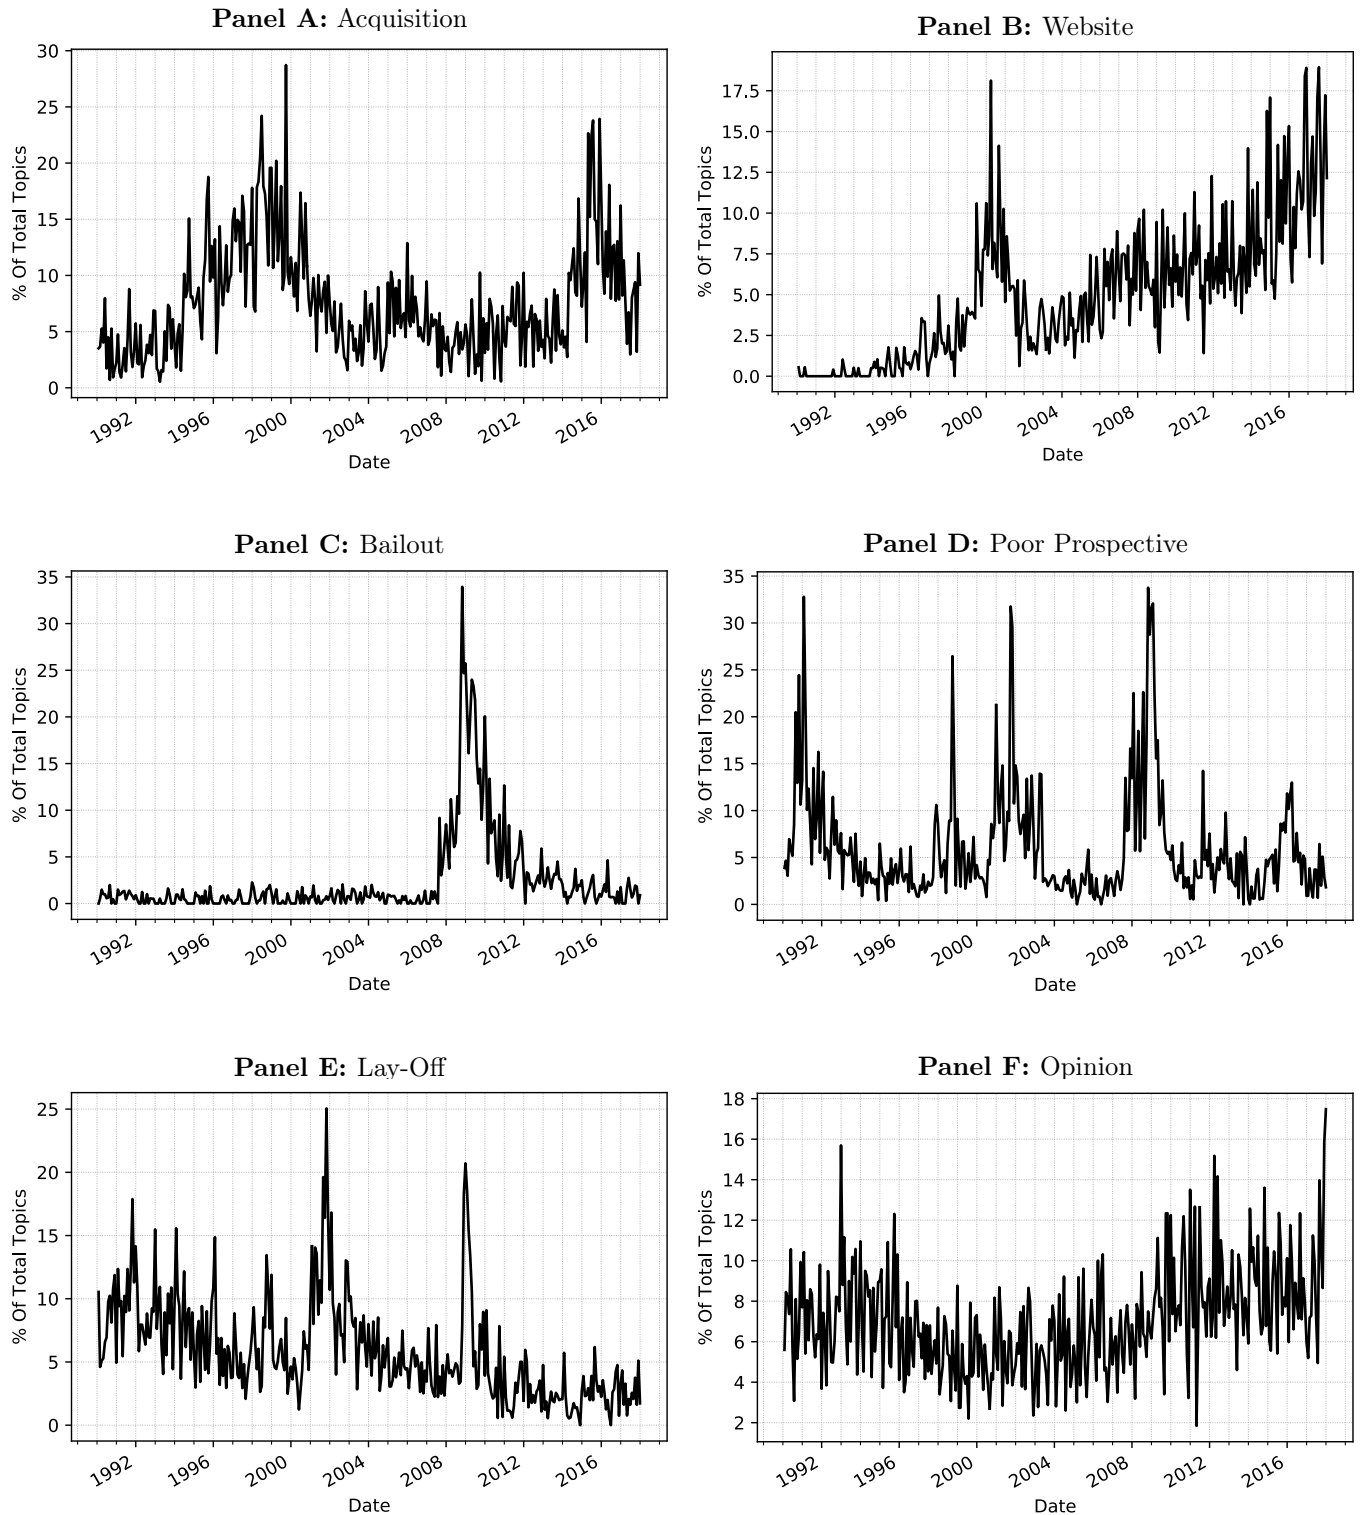 Panel A: Acquisition
30
25
20
15
10
5
0
% Of Total Topics
1992 1996 2000 2004 2008 2012 2016
Date
Panel B: Website
17.5
15.0
12.5
10.0
7.5
5.0
2.5
0.0
% Of Total Topics
1992 1996 2000 2004 2008 2012 2016
Date
Panel C: Bailout
35
30
25
20
15
10
5
0
% Of Total Topics
1992 1996 2000 2004 2008 2012 2016
Date
Panel D: Poor Prospective
35
30
25
20
15
10
5
0
% Of Total Topics
1992 1996 2000 2004 2008 2012 2016
Date
Panel E: Lay-Off
25
20
15
10
5
0
% Of Total Topics
1992 1996 2000 2004 2008 2012 2016
Date
Panel F: Opinion
18
16
14
12
10
8
6
4
2
% Of Total Topics
1992 1996 2000 2004 2008 2012 2016
Date